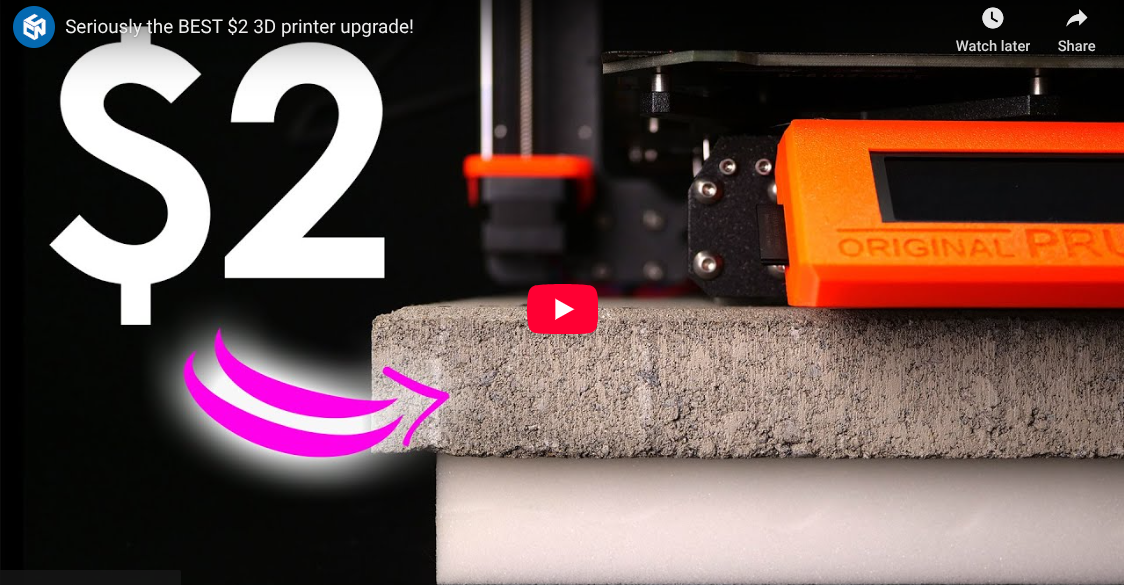 Seriously the BEST $2 3D printer upgrade!
Watch later
Share
$2
ORIGINAL PRU